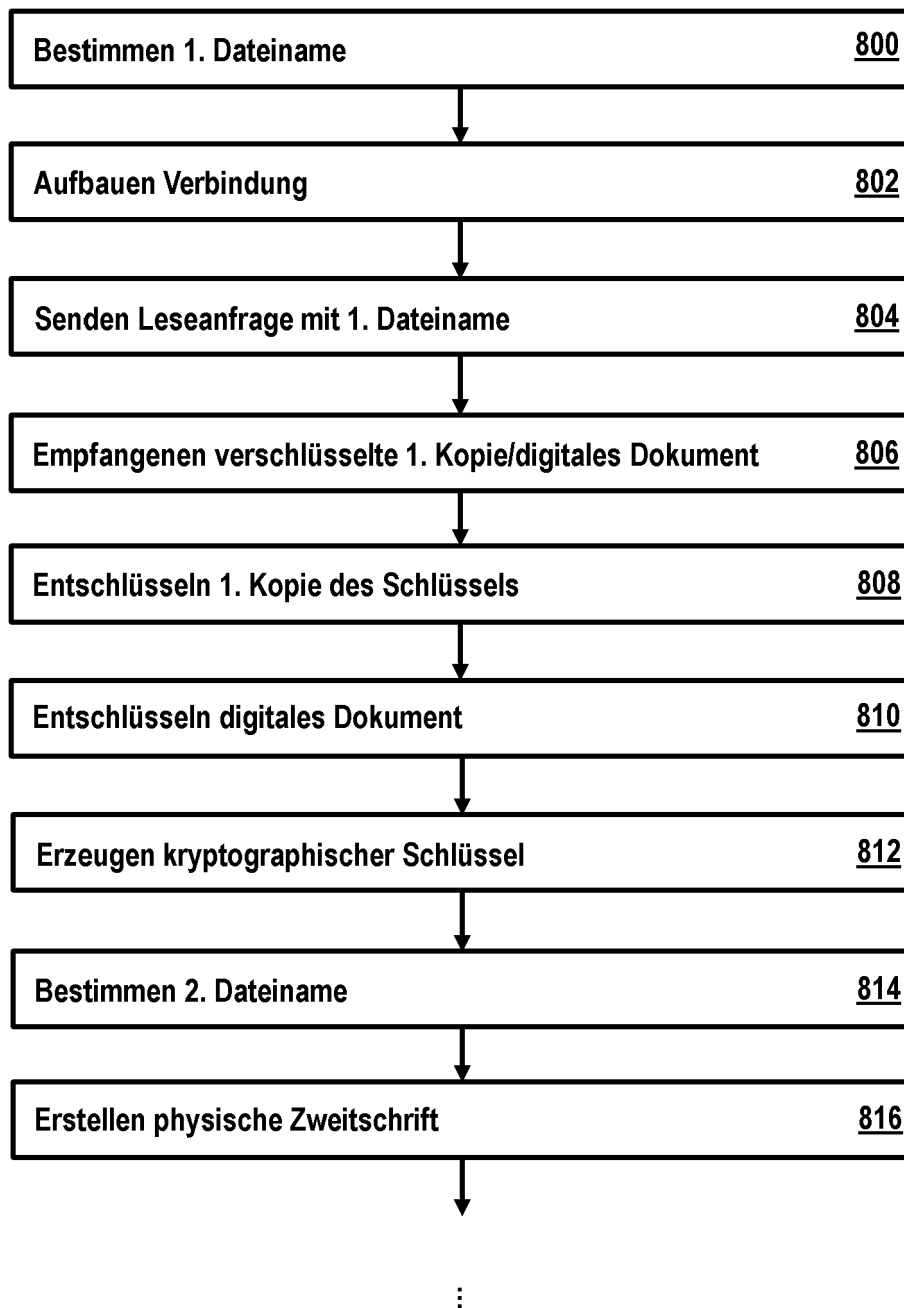 Bestimmen 1. Dateiname 800
Aufbauen Verbindung 802
Senden Leseanfrage mit 1. Dateiname 804
Empfangenen verschlüsselte 1. Kopie/digitales Dokument 806
Entschlüsseln 1. Kopie des Schlüssels 808
Entschlüsseln digitales Dokument 810
Erzeugen kryptographischer Schlüssel 812
Bestimmen 2. Dateiname 814
Erstellen physische Zweitschrift 816
...